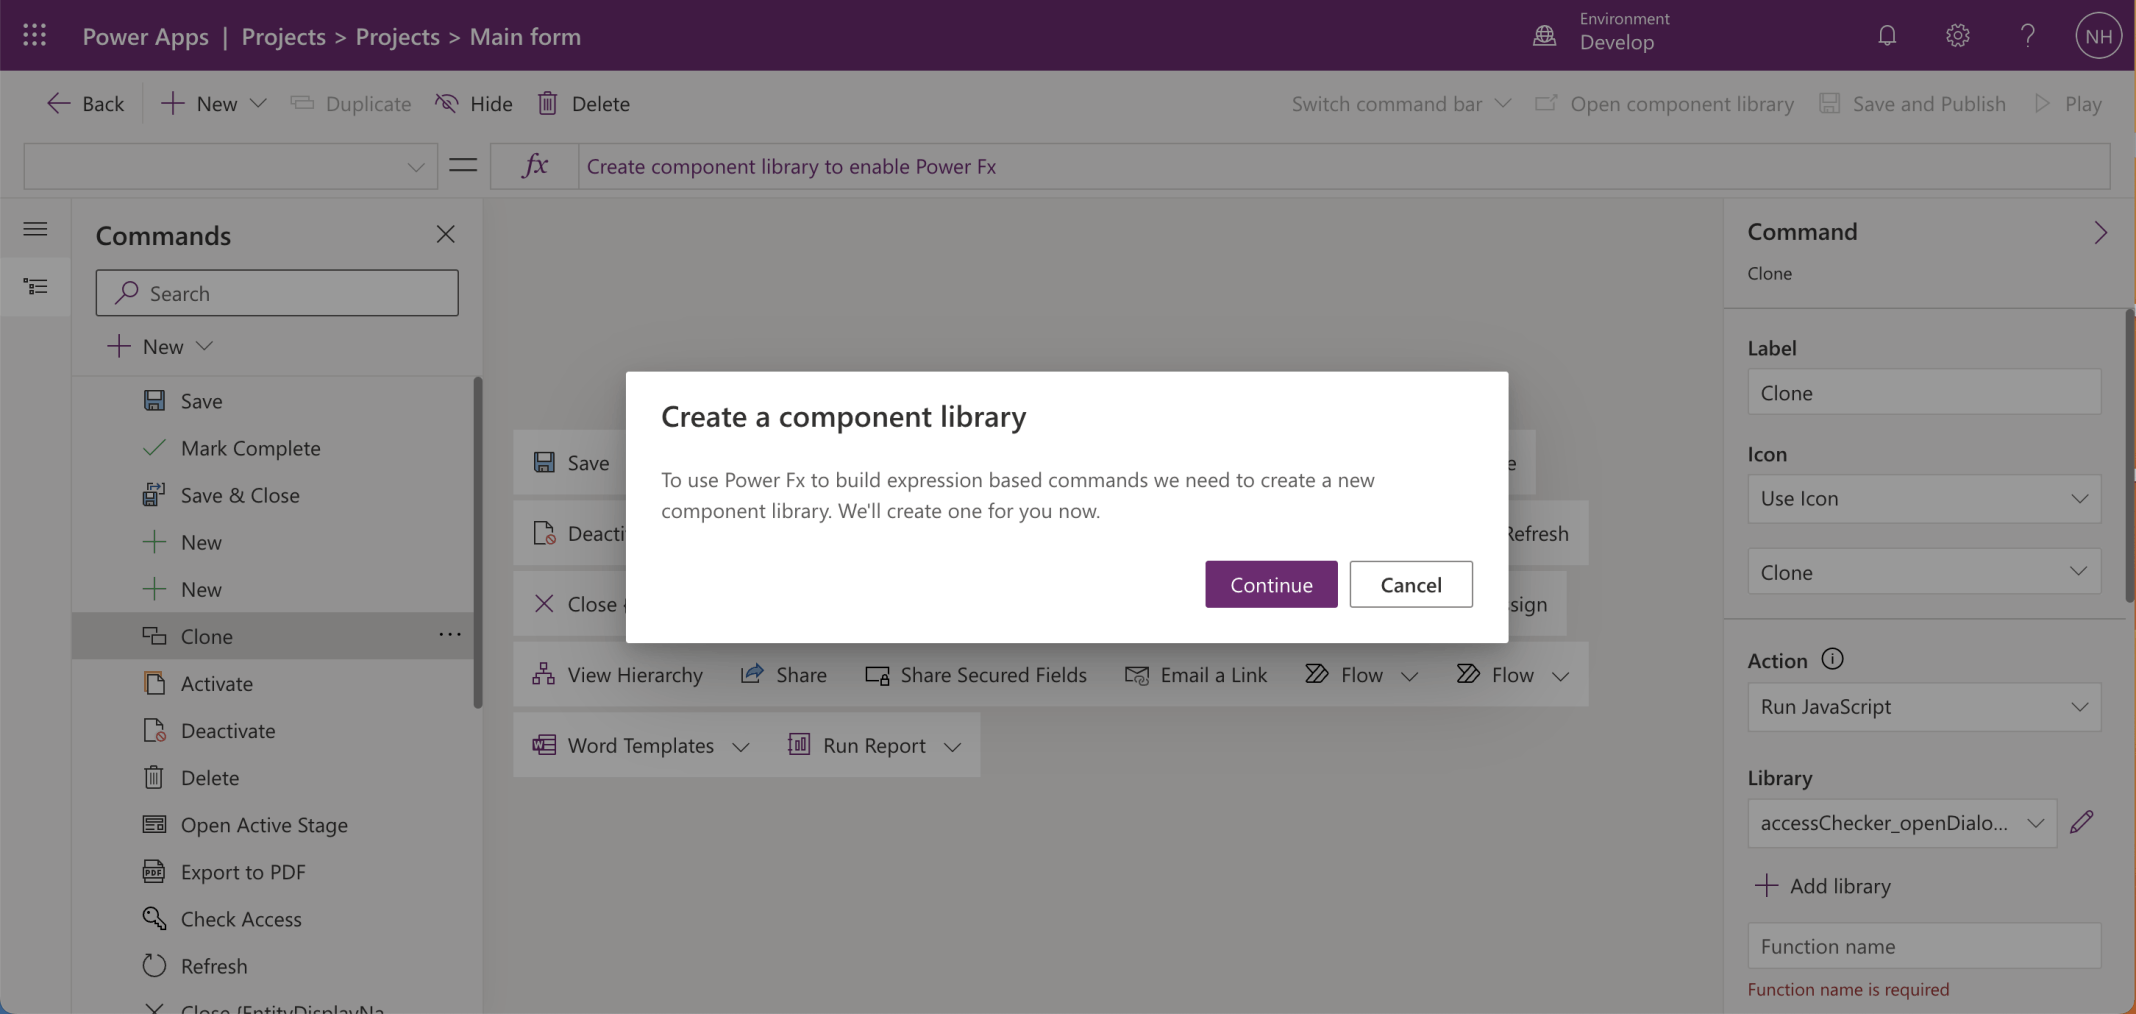 Power Apps | Projects > Projects > Main form
Environment
Develop
NH
Back
New
Duplicate
Hide
Delete
Switch command bar
Open component library
Save and Publish
Play
fx
Create component library to enable Power Fx
Commands
Search
New
Save
Mark Complete
Save & Close
New
New
Clone
Activate
Deactivate
Delete
Open Active Stage
PDF
Export to PDF
Check Access
Refresh
Close {EntityDisplayNa
Save
Deacti
Refresh
Close {
sign
View Hierarchy
Share
Share Secured Fields
Email a Link
Flow
Flow
Word Templates
Run Report
Create a component library
To use Power Fx to build expression based commands we need to create a new
component library. We'll create one for you now.
Continue
Cancel
Command
Clone
Label
Clone
Icon
Use Icon
Clone
Action
Run JavaScript
Library
accessChecker_openDialo...
Add library
Function name
Function name is required